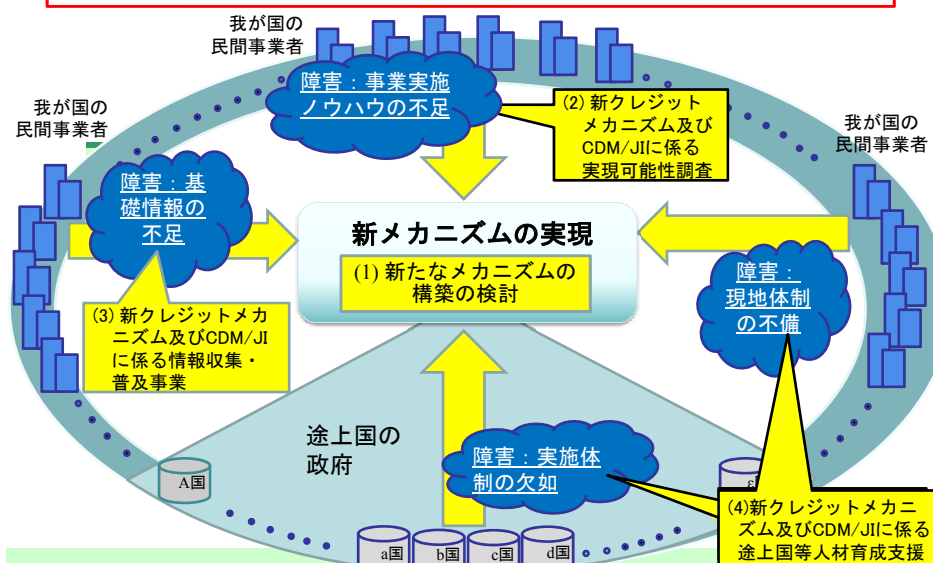 我が国の
民間事業者
障害：事業実施
ノウハウの不足
(2) 新クレジット
メカニズム及び
CDM/JIに係る
実現可能性調査
我が国の
民間事業者
我が国の
民間事業者
障害：基
礎情報の
不足
新メカニズムの実現
(1) 新たなメカニズムの
構築の検討
障害：
現地体制
の不備
(3) 新クレジットメカ
ニズム及びCDM/JI
に係る情報収集・
普及事業
途上国の
政府
障害：実施体
制の欠如
A国
(4)新クレジットメカニ
ズム及びCDM/JIに係る
途上国等人材育成支援
a国
b国
c国
d国